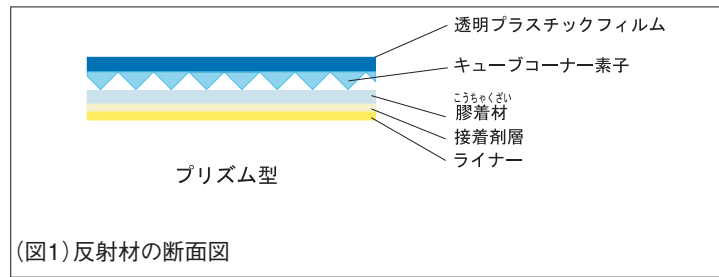 透明プラスチックフィルム
キューブコーナー素子
こうちゃくざい
膠着材
接着剤層
ライナー
プリズム型
(図1)反射材の断面図